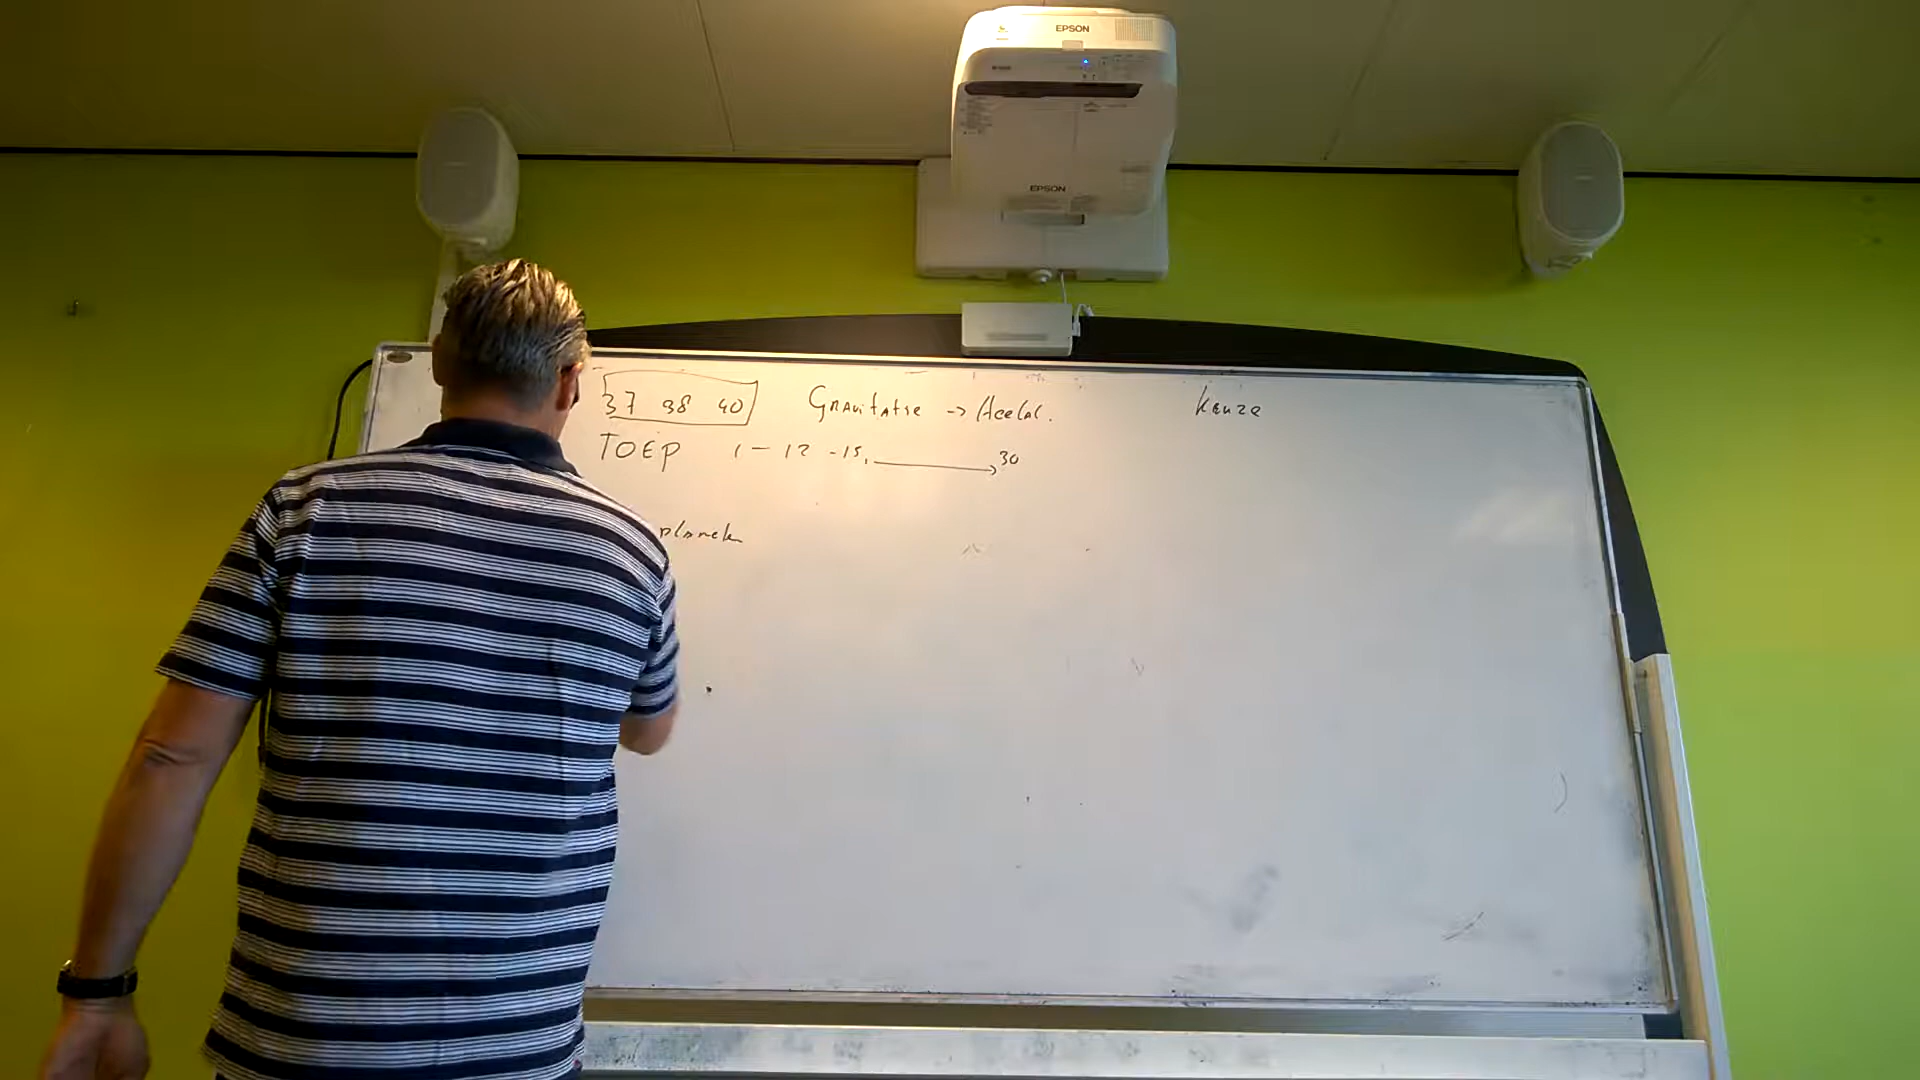 EPSON
EPSON
37 38 40 Gravitatie -> Heelal. Keuze
TOEP 1 - 12 - 15, 30
planeten